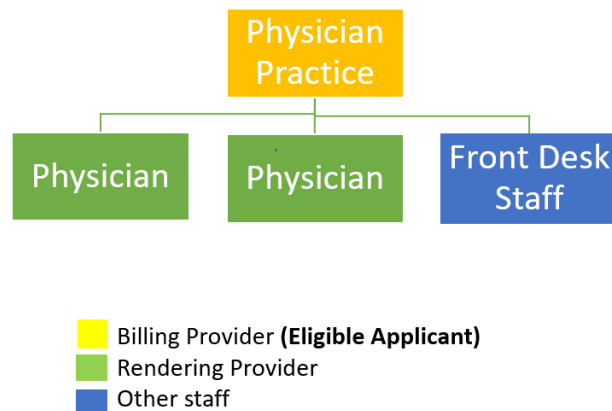 Physician
Practice
Physician
Physician
Front Desk
Staff
Billing Provider (Eligible Applicant)
Rendering Provider
Other staff